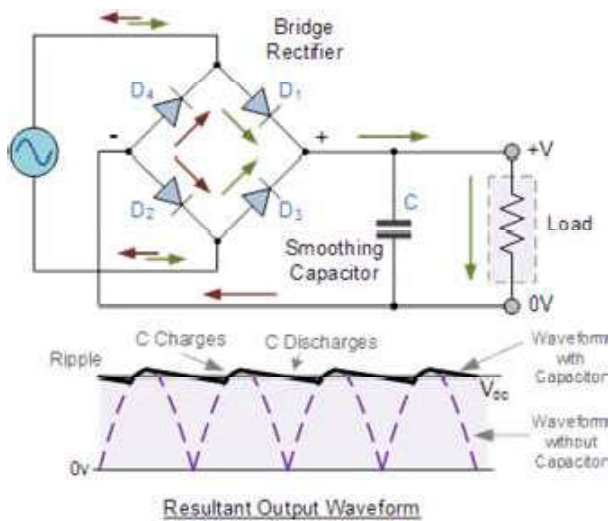 Bridge
Rectifier
D4
D1
-
+
D2
D3
C
Smoothing
Capacitor
+V
Load
0V
C Charges
C Discharges
Ripple
Waveform
with
Capacitor
VDC
0v
Waveform
without
Capacitor
Resultant Output Waveform